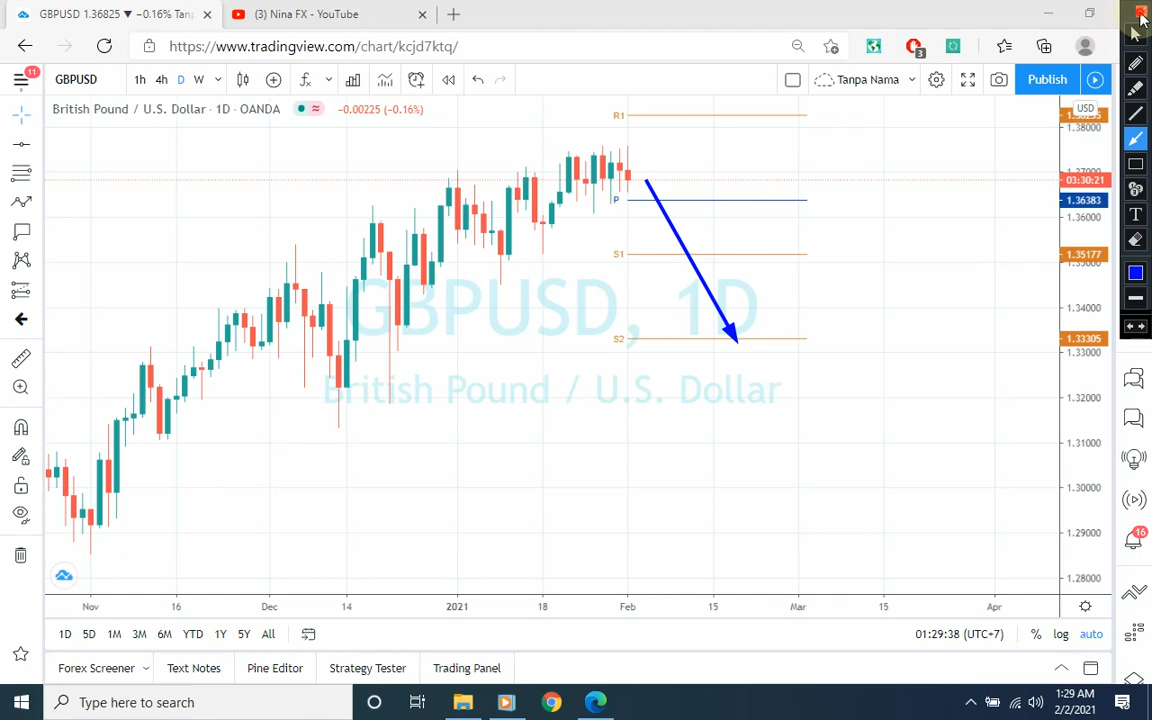 GBPUSD 1.36825 ▼ −0.16% Tanp
(3) Nina FX - YouTube
https://www.tradingview.com/chart/kcjd7ktq/
3
11
GBPUSD
1h 4h D W
Tanpa Nama
Publish
British Pound / U.S. Dollar · 1D · OANDA
−0.00225 (−0.16%)
USD
R1
1.38000
03:30:21
P
1.36383
1.36000
S1
1.35177
GBPUSD, 1D
1.34000
S2
1.33305
1.33000
British Pound / U.S. Dollar
1.32000
1.31000
1.30000
1.29000
1.28000
16
Nov 16 Dec 14 2021 18 Feb 15 Mar 15 Apr
1D 5D 1M 3M 6M YTD 1Y 5Y All
01:29:38 (UTC+7) % log auto
Forex Screener Text Notes Pine Editor Strategy Tester Trading Panel
Type here to search
1:29 AM
2/2/2021